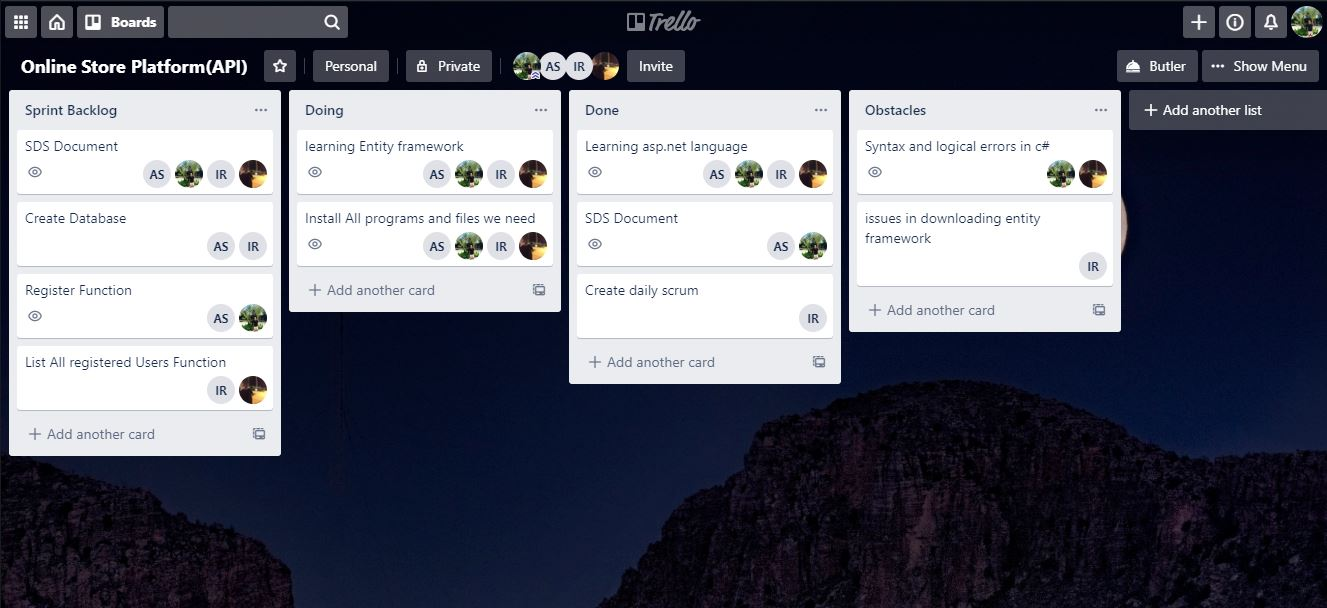 Boards
Trello
Online Store Platform(API)
Personal
Private
AS
IR
Invite
Butler
Show Menu
Sprint Backlog
SDS Document
AS
IR
Create Database
AS
IR
Register Function
AS
List All registered Users Function
IR
Add another card
Doing
learning Entity framework
AS
IR
Install All programs and files we need
AS
IR
Add another card
Done
Learning asp.net language
AS
IR
SDS Document
AS
Create daily scrum
IR
Add another card
Obstacles
Syntax and logical errors in c#
issues in downloading entity
framework
IR
Add another card
Add another list